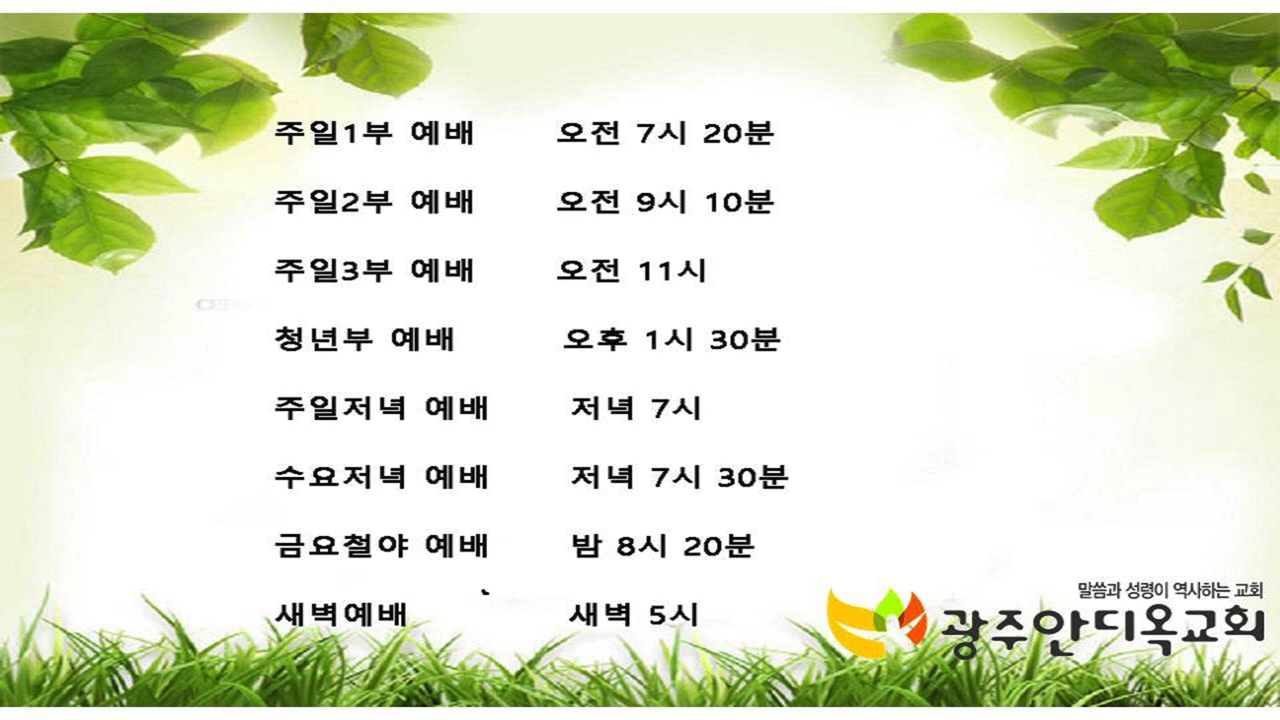 주일1부 예배 오전 7시 20분
주일2부 예배 오전 9시 10분
주일3부 예배 오전 11시
청년부 예배 오후 1시 30분
주일저녁 예배 저녁 7시
수요저녁 예배 저녁 7시 30분
금요철야 예배 밤 8시 20분
새벽예배 새벽 5시
말씀과 성령이 역사하는 교회
광주안디옥교회